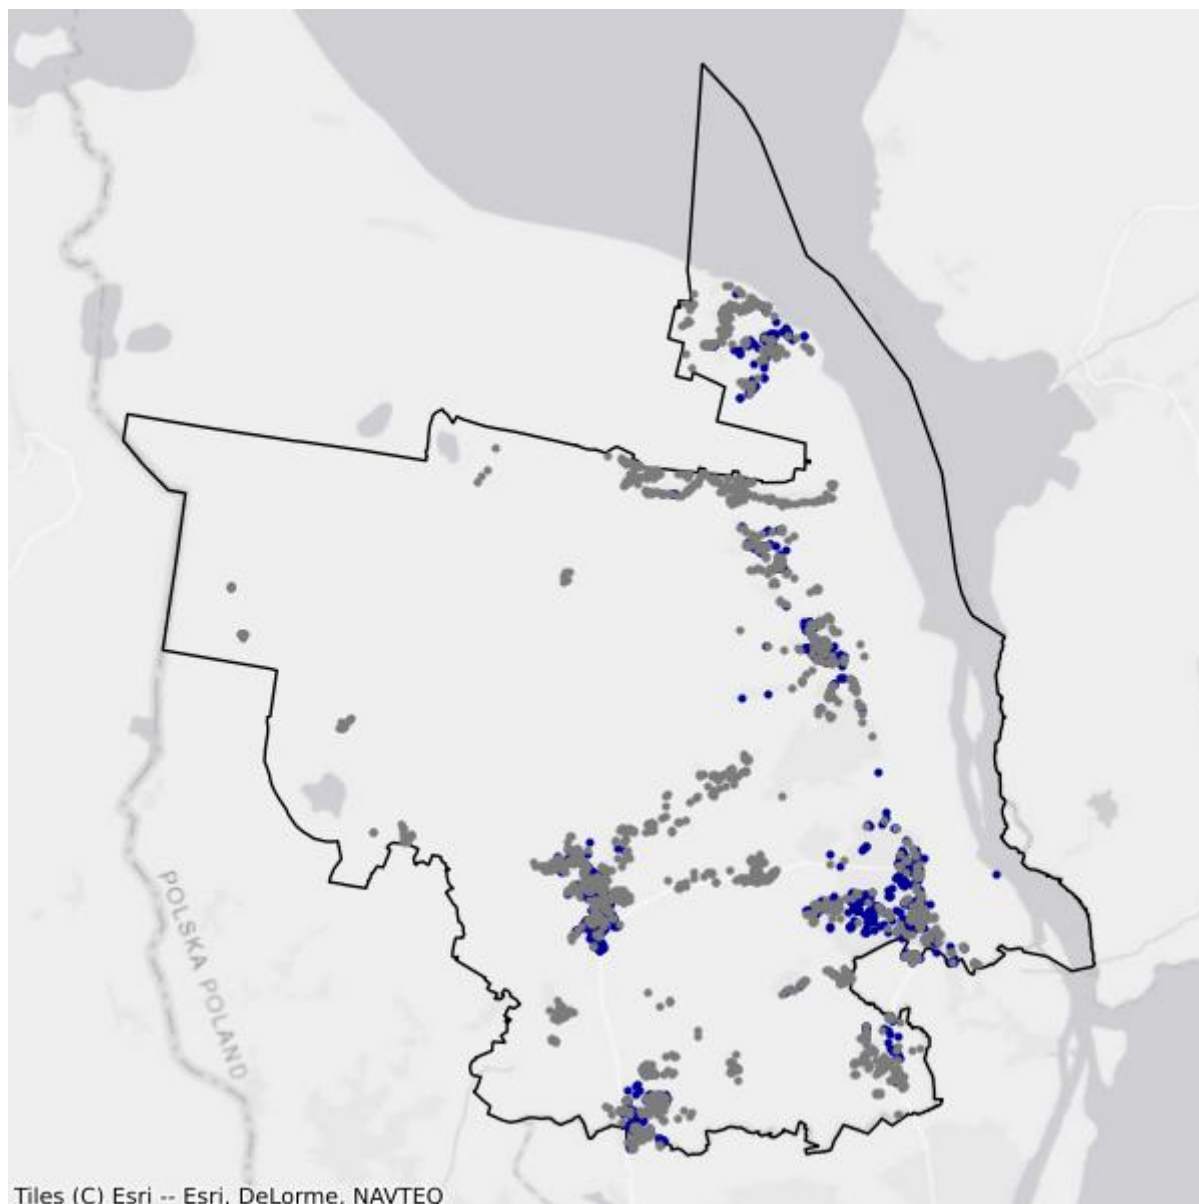 POLSKA POLAND
Tiles (C) Esri -- Esri, DeLorme, NAVTEQ